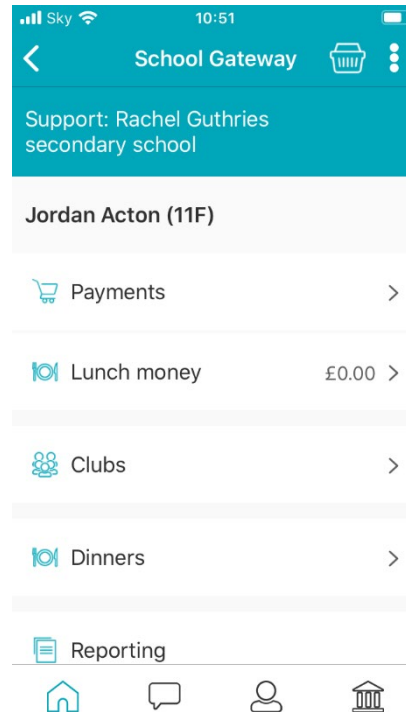 Sky 10:51
School Gateway
Support: Rachel Guthries
secondary school
Jordan Acton (11F)
Payments
Lunch money £0.00
Clubs
Dinners
Reporting